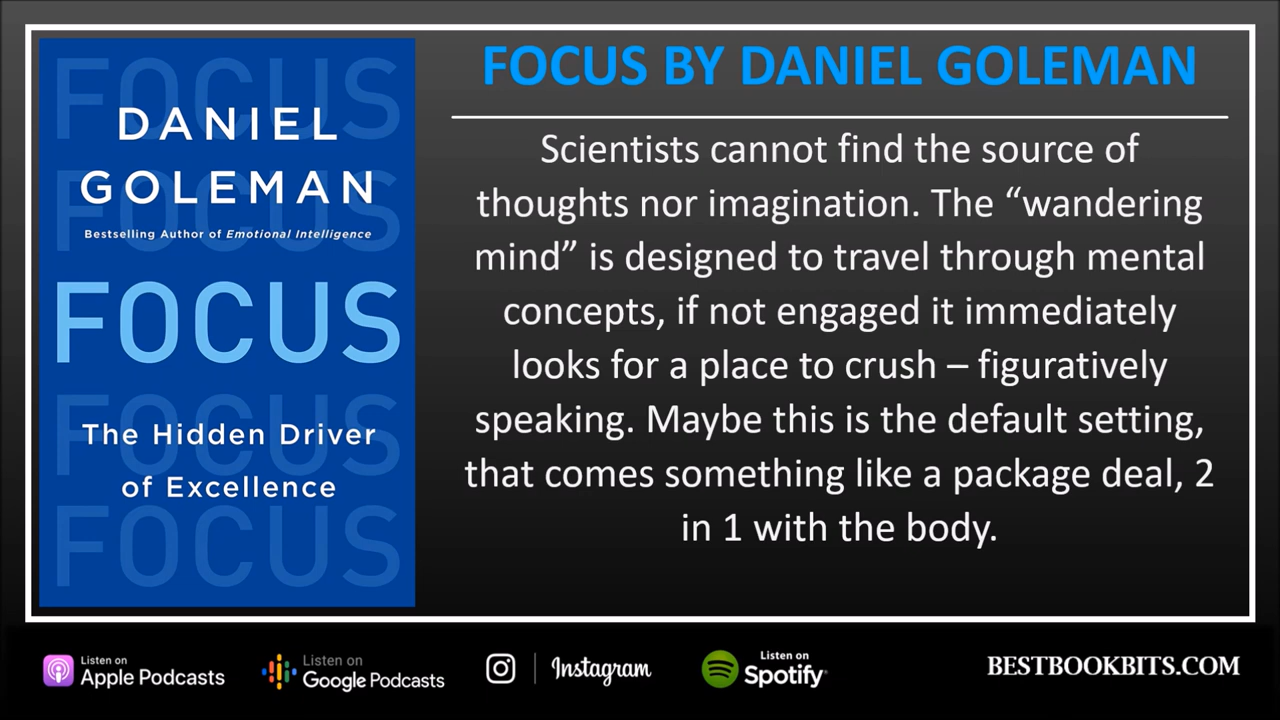 FOCUS
DANIEL
FOCUS
GOLEMAN
Bestselling Author of Emotional Intelligence
FOCUS
FOCUS
The Hidden Driver
of Excellence
FOCUS
FOCUS BY DANIEL GOLEMAN
Scientists cannot find the source of
thoughts nor imagination. The “wandering
mind” is designed to travel through mental
concepts, if not engaged it immediately
looks for a place to crush – figuratively
speaking. Maybe this is the default setting,
that comes something like a package deal, 2
in 1 with the body.
Listen on
Apple Podcasts
Listen on
Google Podcasts
Instagram
Listen on
Spotify
BESTBOOKBITS.COM